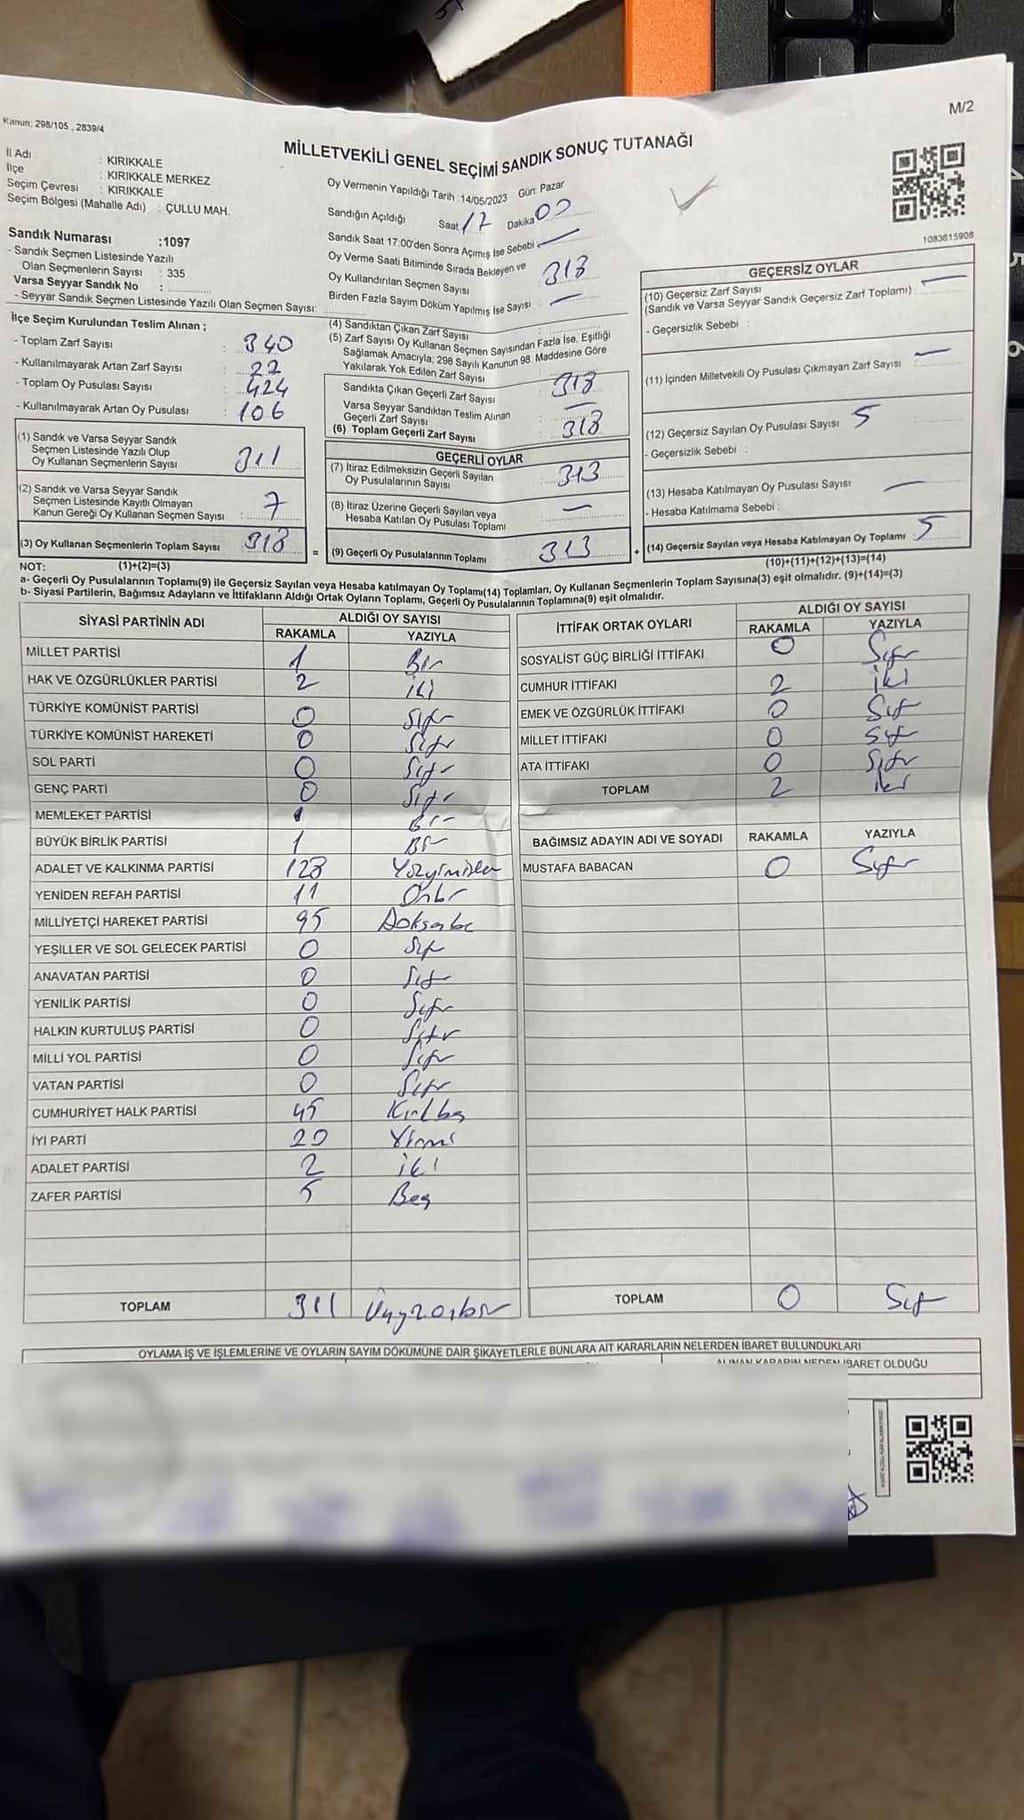 Kanun: 298/105 , 2839/4
M/2
MİLLETVEKİLİ GENEL SEÇİMİ SANDIK SONUÇ TUTANAĞI
İl Adı : KIRIKKALE
İlçe : KIRIKKALE MERKEZ
Seçim Çevresi : KIRIKKALE
Seçim Bölgesi (Mahalle Adı) : ÇULLU MAH.
Sandık Numarası :1097
- Sandık Seçmen Listesinde Yazılı
Olan Seçmenlerin Sayısı : 335
Varsa Seyyar Sandık No :
- Seyyar Sandık Seçmen Listesinde Yazılı Olan Seçmen Sayısı:
Oy Vermenin Yapıldığı Tarih : 14/05/2023 Gün: Pazar
Sandığın Açıldığı Saat 17 Dakika 00
Sandık Saat 17:00'den Sonra Açılmış İse Sebebi
Oy Verme Saati Bitiminde Sırada Bekleyen ve
Oy Kullandırılan Seçmen Sayısı 318
Birden Fazla Sayım Döküm Yapılmış İse Sayısı : —
1083615908
İlçe Seçim Kurulundan Teslim Alınan ;
- Toplam Zarf Sayısı : 340
- Kullanılmayarak Artan Zarf Sayısı : 22
- Toplam Oy Pusulası Sayısı : 424
- Kullanılmayarak Artan Oy Pusulası : 106
(1) Sandık ve Varsa Seyyar Sandık
Seçmen Listesinde Yazılı Olup
Oy Kullanan Seçmenlerin Sayısı 311
(2) Sandık ve Varsa Seyyar Sandık
Seçmen Listesinde Kayıtlı Olmayan
Kanun Gereği Oy Kullanan Seçmen Sayısı : 7
(3) Oy Kullanan Seçmenlerin Toplam Sayısı 318
(4) Sandıktan Çıkan Zarf Sayısı
(5) Zarf Sayısı Oy Kullanan Seçmen Sayısından Fazla İse, Eşitliği
Sağlamak Amacıyla; 298 Sayılı Kanunun 98. Maddesine Göre
Yakılarak Yok Edilen Zarf Sayısı
Sandıkta Çıkan Geçerli Zarf Sayısı : 318
Varsa Seyyar Sandıktan Teslim Alınan
Geçerli Zarf Sayısı : —
(6) Toplam Geçerli Zarf Sayısı : 318
GEÇERLİ OYLAR
(7) İtiraz Edilmeksizin Geçerli Sayılan
Oy Pusulalarının Sayısı : 313
(8) İtiraz Üzerine Geçerli Sayılan veya
Hesaba Katılan Oy Pusulası Toplamı : —
= (9) Geçerli Oy Pusulalarının Toplamı 313
GEÇERSİZ OYLAR
(10) Geçersiz Zarf Sayısı
(Sandık ve Varsa Seyyar Sandık Geçersiz Zarf Toplamı) : —
- Geçersizlik Sebebi :
(11) İçinden Milletvekili Oy Pusulası Çıkmayan Zarf Sayısı : —
(12) Geçersiz Sayılan Oy Pusulası Sayısı : 5
- Geçersizlik Sebebi :
(13) Hesaba Katılmayan Oy Pusulası Sayısı : —
- Hesaba Katılmama Sebebi :
+ (14) Geçersiz Sayılan veya Hesaba Katılmayan Oy Toplamı : 5
NOT: (1)+(2)=(3)
(10)+(11)+(12)+(13)=(14)
a- Geçerli Oy Pusulalarının Toplamı(9) ile Geçersiz Sayılan veya Hesaba katılmayan Oy Toplamı(14) Toplamları, Oy Kullanan Seçmenlerin Toplam Sayısına(3) eşit olmalıdır. (9)+(14)=(3)
b- Siyasi Partilerin, Bağımsız Adayların ve İttifakların Aldığı Ortak Oyların Toplamı, Geçerli Oy Pusulalarının Toplamına(9) eşit olmalıdır.
SİYASİ PARTİNİN ADI ALDIĞI OY SAYISI
RAKAMLA YAZIYLA
MİLLET PARTİSİ 1 Bir
HAK VE ÖZGÜRLÜKLER PARTİSİ 2 iki
TÜRKİYE KOMÜNİST PARTİSİ 0 Sıfır
TÜRKİYE KOMÜNİST HAREKETİ 0 Sıfır
SOL PARTİ 0 Sıfır
GENÇ PARTİ 0 Sıfır
MEMLEKET PARTİSİ 1 Bir
BÜYÜK BİRLİK PARTİSİ 1 Bir
ADALET VE KALKINMA PARTİSİ 128 Yüzyirmisekiz
YENİDEN REFAH PARTİSİ 11 Onbir
MİLLİYETÇİ HAREKET PARTİSİ 95 Doksanbeş
YEŞİLLER VE SOL GELECEK PARTİSİ 0 Sıfır
ANAVATAN PARTİSİ 0 Sıfır
YENİLİK PARTİSİ 0 Sıfır
HALKIN KURTULUŞ PARTİSİ 0 Sıfır
MİLLİ YOL PARTİSİ 0 Sıfır
VATAN PARTİSİ 0 Sıfır
CUMHURİYET HALK PARTİSİ 45 Kırkbeş
İYİ PARTİ 20 Yirmi
ADALET PARTİSİ 2 iki
ZAFER PARTİSİ 5 Beş
TOPLAM 311 Üçyüzonbir
İTTİFAK ORTAK OYLARI ALDIĞI OY SAYISI
RAKAMLA YAZIYLA
SOSYALİST GÜÇ BİRLİĞİ İTTİFAKI 0 Sıfır
CUMHUR İTTİFAKI 2 iki
EMEK VE ÖZGÜRLÜK İTTİFAKI 0 Sıfır
MİLLET İTTİFAKI 0 Sıfır
ATA İTTİFAKI 0 Sıfır
TOPLAM 2 iki
BAĞIMSIZ ADAYIN ADI VE SOYADI RAKAMLA YAZIYLA
MUSTAFA BABACAN 0 Sıfır
TOPLAM 0 Sıfır
OYLAMA İŞ VE İŞLEMLERİNE VE OYLARIN SAYIM DÖKÜMÜNE DAİR ŞİKAYETLERLE BUNLARA AİT KARARLARIN NELERDEN İBARET BULUNDUKLARI
ALINAN KARARIN NEDEN İBARET OLDUĞU